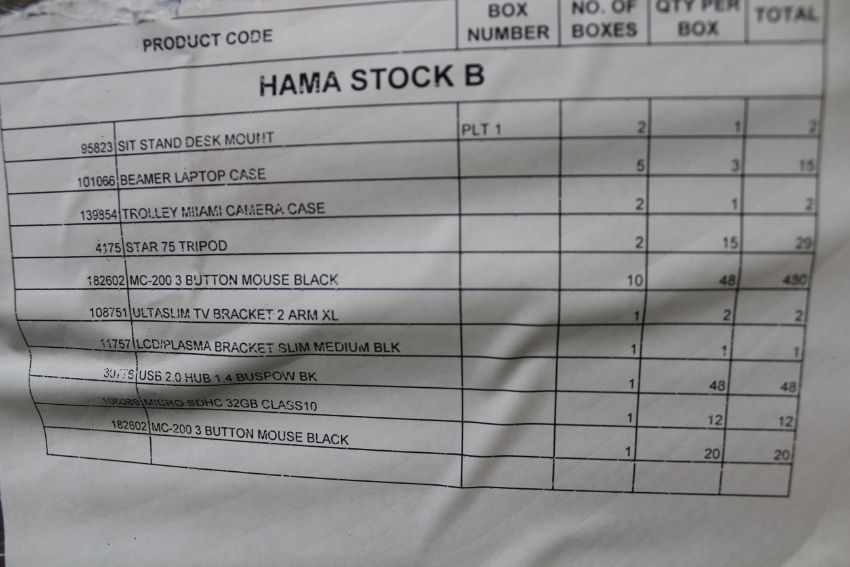 PRODUCT CODE BOX NUMBER NO. OF BOXES QTY PER BOX TOTAL
HAMA STOCK B
95823 SIT STAND DESK MOUNT PLT 1 2 1 2
101066 BEAMER LAPTOP CASE 5 3 15
139854 TROLLEY MIIAMI CAMERA CASE 2 1 2
4175 STAR 75 TRIPOD 2 15 29
182602 MC-200 3 BUTTON MOUSE BLACK 10 48 480
108751 ULTASLIM TV BRACKET 2 ARM XL 1 2 2
11757 LCD/PLASMA BRACKET SLIM MEDIUM BLK 1 1 1
USB 2.0 HUB 1.4 BUSPOW BK 1 48 48
MICRO SDHC 32GB CLASS10 1 12 12
182602 MC-200 3 BUTTON MOUSE BLACK 1 20 20